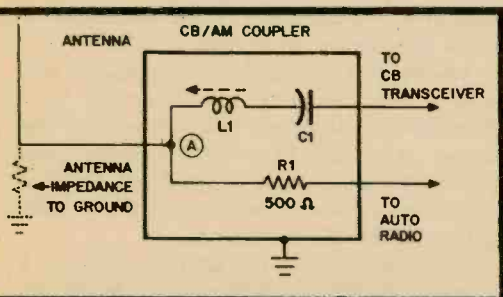 ANTENNA
CB/AM COUPLER
TO
CB
TRANSCEIVER
L1
C1
A
ANTENNA
IMPEDANCE
TO GROUND
R1
500 Ω
TO
AUTO
RADIO